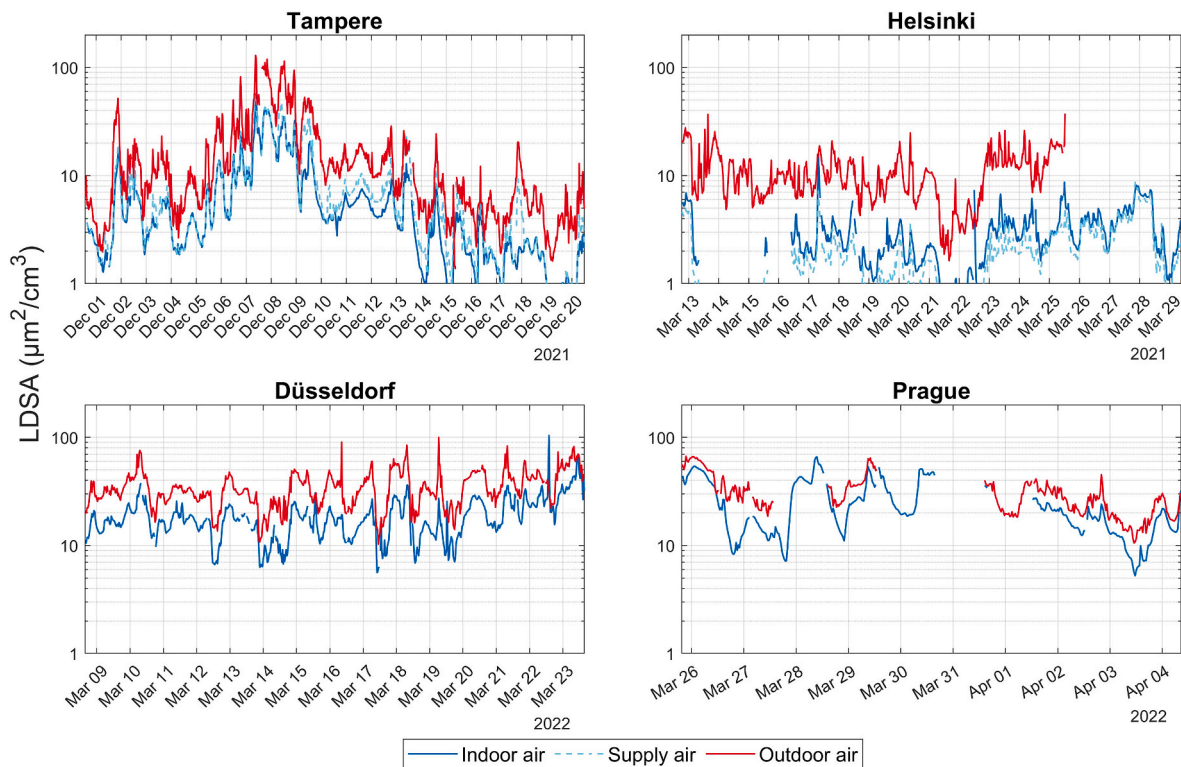 Tampere
Helsinki
LDSA (µm²/cm³)
100
10
1
Dec 01
Dec 02
Dec 03
Dec 04
Dec 05
Dec 06
Dec 07
Dec 08
Dec 09
Dec 10
Dec 11
Dec 12
Dec 13
Dec 14
Dec 15
Dec 16
Dec 17
Dec 18
Dec 19
Dec 20
2021
100
10
1
Mar 13
Mar 14
Mar 15
Mar 16
Mar 17
Mar 18
Mar 19
Mar 20
Mar 21
Mar 22
Mar 23
Mar 24
Mar 25
Mar 26
Mar 27
Mar 28
Mar 29
2021
Düsseldorf
Prague
100
10
1
Mar 09
Mar 10
Mar 11
Mar 12
Mar 13
Mar 14
Mar 15
Mar 16
Mar 17
Mar 18
Mar 19
Mar 20
Mar 21
Mar 22
Mar 23
2022
100
10
1
Mar 26
Mar 27
Mar 28
Mar 29
Mar 30
Mar 31
Apr 01
Apr 02
Apr 03
Apr 04
2022
Indoor air
Supply air
Outdoor air